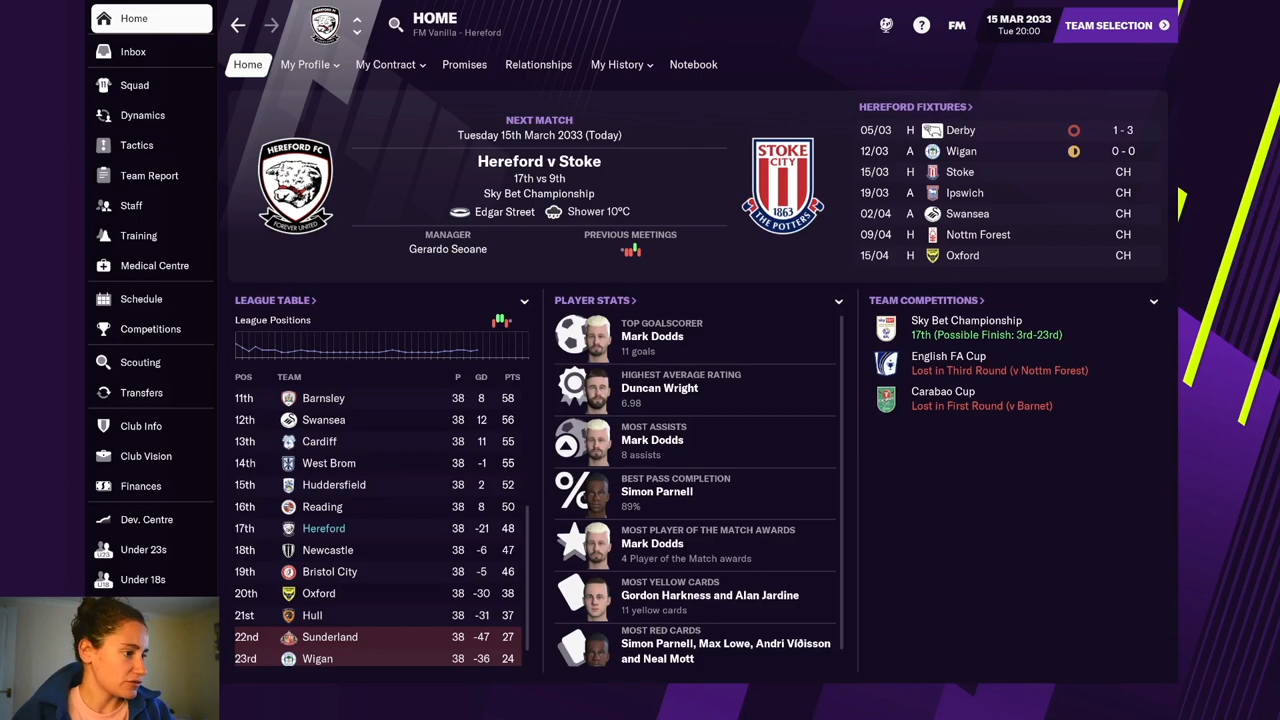 Home
Inbox
Squad
Dynamics
Tactics
Team Report
Staff
Training
Medical Centre
Schedule
Competitions
Scouting
Transfers
Club Info
Club Vision
Finances
Dev. Centre
Under 23s
Under 18s
HOME
FM Vanilla - Hereford
FM
15 MAR 2033
Tue 20:00
TEAM SELECTION
Home
My Profile
My Contract
Promises
Relationships
My History
Notebook
HEREFORD FC
FOREVER UNITED
NEXT MATCH
Tuesday 15th March 2033 (Today)
Hereford v Stoke
17th vs 9th
Sky Bet Championship
Edgar Street Shower 10°C
MANAGER
Gerardo Seoane
PREVIOUS MEETINGS
STOKE
CITY
1863
THE POTTERS
HEREFORD FIXTURES
05/03 H Derby 1 - 3
12/03 A Wigan 0 - 0
15/03 H Stoke CH
19/03 A Ipswich CH
02/04 A Swansea CH
09/04 H Nottm Forest CH
15/04 H Oxford CH
LEAGUE TABLE
League Positions
POS TEAM P GD PTS
11th Barnsley 38 8 58
12th Swansea 38 12 56
13th Cardiff 38 11 55
14th West Brom 38 -1 55
15th Huddersfield 38 2 52
16th Reading 38 8 50
17th Hereford 38 -21 48
18th Newcastle 38 -6 47
19th Bristol City 38 -5 46
20th Oxford 38 -30 38
21st Hull 38 -31 37
22nd Sunderland 38 -47 27
23rd Wigan 38 -36 24
PLAYER STATS
TOP GOALSCORER
Mark Dodds
11 goals
HIGHEST AVERAGE RATING
Duncan Wright
6.98
MOST ASSISTS
Mark Dodds
8 assists
BEST PASS COMPLETION
Simon Parnell
89%
MOST PLAYER OF THE MATCH AWARDS
Mark Dodds
4 Player of the Match awards
MOST YELLOW CARDS
Gordon Harkness and Alan Jardine
11 yellow cards
MOST RED CARDS
Simon Parnell, Max Lowe, Andri Víðisson
and Neal Mott
TEAM COMPETITIONS
Sky Bet Championship
17th (Possible Finish: 3rd-23rd)
English FA Cup
Lost in Third Round (v Nottm Forest)
Carabao Cup
Lost in First Round (v Barnet)